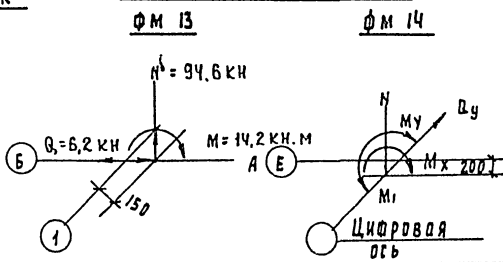 ФМ 13
ФМ 14
N = 94,6 КН
N
Qy
My
Q = 6,2 КН
M = 14,2 КН.М
Б
А
Е
Mx
200
150
M1
1
Цифровая
ось